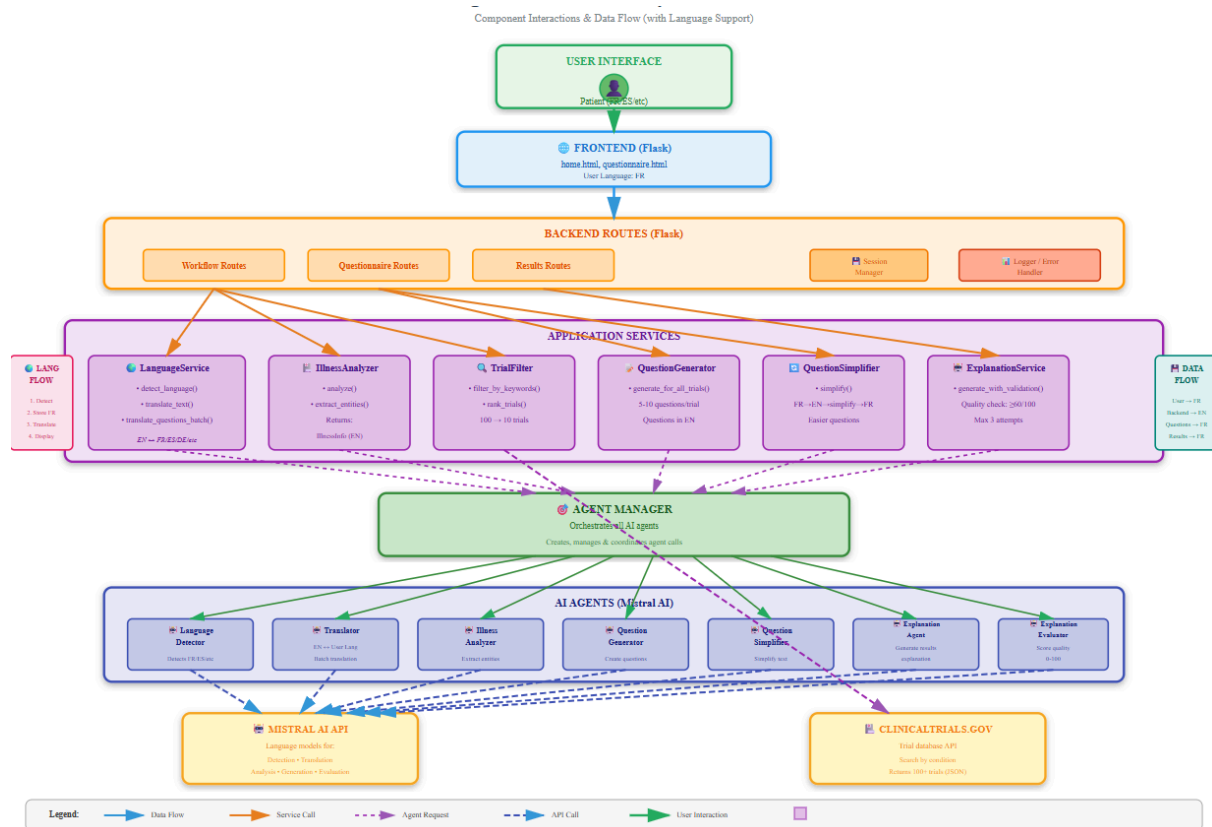 Component Interactions & Data Flow (with Language Support)
USER INTERFACE
Patient (FR/ES/etc)
FRONTEND (Flask)
home.html, questionnaire.html
User Language: FR
BACKEND ROUTES (Flask)
Workflow Routes
Questionnaire Routes
Results Routes
Session
Manager
Logger / Error
Handler
APPLICATION SERVICES
LANG
FLOW
1. Detect
2. Store FR
3. Translate
4. Display
LanguageService
• detect_language()
• translate_text()
• translate_questions_batch()
EN ↔ FR/ES/DE/etc
IllnessAnalyzer
• analyze()
• extract_entities()
Returns:
IllnessInfo (EN)
TrialFilter
• filter_by_keywords()
• rank_trials()
100 → 10 trials
QuestionGenerator
• generate_for_all_trials()
5-10 questions/trial
Questions in EN
QuestionSimplifier
• simplify()
FR→EN→simplify→FR
Easier questions
ExplanationService
• generate_with_validation()
Quality check: ≥60/100
Max 3 attempts
DATA
FLOW
User → FR
Backend → EN
Questions → FR
Results → FR
AGENT MANAGER
Orchestrates all AI agents
Creates, manages & coordinates agent calls
AI AGENTS (Mistral AI)
Language
Detector
Detects FR/EN/etc
Translator
EN ↔ User Lang
Batch translation
Illness
Analyzer
Extract entities
Question
Generator
Create questions
Question
Simplifier
Simplify text
Explanation
Agent
Generate results
explanation
Explanation
Evaluator
Score quality
0-100
MISTRAL AI API
Language models for:
Detection • Translation
Analysis • Generation • Evaluation
CLINICALTRIALS.GOV
Trial database API
Search by condition
Returns 100+ trials (JSON)
Legend:
Data Flow
Service Call
Agent Request
API Call
User Interaction